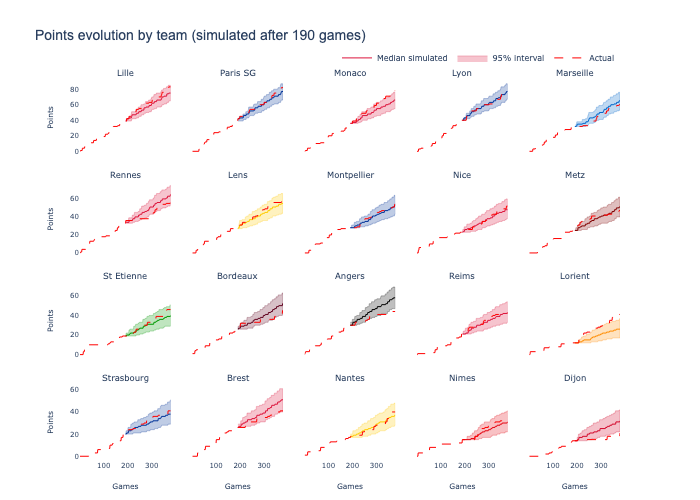 Points evolution by team (simulated after 190 games)
Median simulated 95% interval Actual
Lille Paris SG Monaco Lyon Marseille
Points
80
60
40
20
0
Rennes Lens Montpellier Nice Metz
Points
60
40
20
0
St Etienne Bordeaux Angers Reims Lorient
Points
60
40
20
0
Strasbourg Brest Nantes Nimes Dijon
Points
60
40
20
0
100 200 300 100 200 300 100 200 300 100 200 300 100 200 300
Games Games Games Games Games